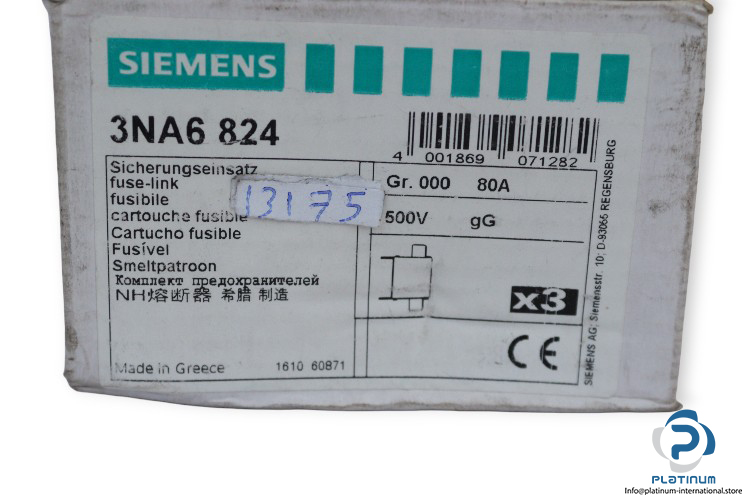 SIEMENS
3NA6 824
4 001869 071282
Sicherungseinsatz
fuse-link
fusibile
cartouche fusible
Cartucho fusible
Fusível
Smeltpatroon
Комплект предохранителей
NH熔断器 希腊 制造
13175
Gr. 000 80A
500V gG
x3
CE
Made in Greece
1610 60871
SIEMENS AG; Siemensstr. 10; D-93055 REGENSBURG
PLATINUM
Info@platinum-international.store